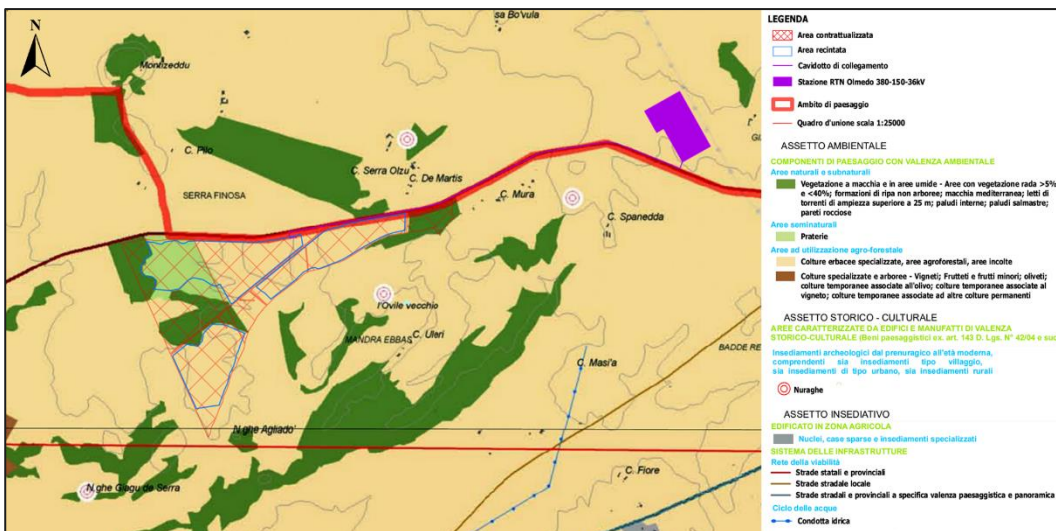 N
sa Bo'vula
Montizeddu
C. Pilo
C. Serra Olzu
C. De Martis
SERRA FINOSA
C. Mura
C. Spanedda
l'Ovile vecchio
MANDRA EBBAS
C. Uleri
BADDE RE
C. Masi'a
N.ghe Agliado'
C. Fiore
N.ghe Giagu de Serra
LEGENDA
Area contrattualizzata
Area recintata
Cavidotto di collegamento
Stazione RTN Olmedo 380-150-36kV
Ambito di paesaggio
Quadro d'unione scala 1:25000
ASSETTO AMBIENTALE
COMPONENTI DI PAESAGGIO CON VALENZA AMBIENTALE
Aree naturali e subnaturali
Vegetazione a macchia e in aree umide - Aree con vegetazione rada >5%
e <40%; formazioni di ripa non arboree; macchia mediterranea; letti di
torrenti di ampiezza superiore a 25 m; paludi interne; paludi salmastre;
pareti rocciose
Aree seminaturali
Praterie
Aree ad utilizzazione agro-forestale
Colture erbacee specializzate, aree agroforestali, aree incolte
Colture specializzate e arboree - Vigneti; Frutteti e frutti minori; oliveti;
colture temporanee associate all'olivo; colture temporanee associate al
vigneto; colture temporanee associate ad altre colture permanenti
ASSETTO STORICO - CULTURALE
AREE CARATTERIZZATE DA EDIFICI E MANUFATTI DI VALENZA
STORICO-CULTURALE (Beni paesaggistici ex. art. 143 D. Lgs. N° 42/04 e suc
Insediamenti archeologici dal prenuragico all'età moderna,
comprendenti sia insediamenti tipo villaggio,
sia insediamenti di tipo urbano, sia insediamenti rurali
Nuraghe
ASSETTO INSEDIATIVO
EDIFICATO IN ZONA AGRICOLA
Nuclei, case sparse e insediamenti specializzati
SISTEMA DELLE INFRASTRUTTURE
Rete della viabilità
Strade statali e provinciali
Strade stradale locale
Strade stradali e provinciali a specifica valenza paesaggistica e panoramica
Ciclo delle acque
Condotta idrica